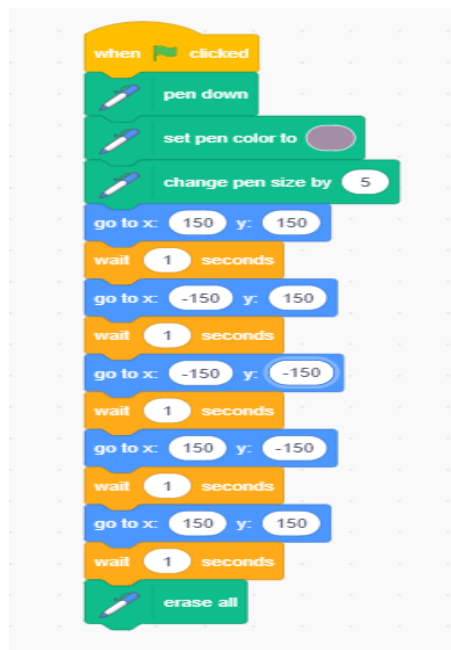 when clicked
pen down
set pen color to
change pen size by 5
go to x: 150 y: 150
wait 1 seconds
go to x: -150 y: 150
wait 1 seconds
go to x: -150 y: -150
wait 1 seconds
go to x: 150 y: -150
wait 1 seconds
go to x: 150 y: 150
wait 1 seconds
erase all